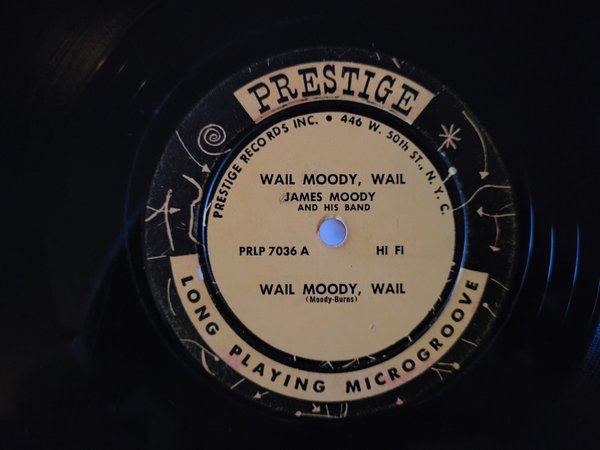 PRESTIGE
PRESTIGE RECORDS INC. • 446 W. 50th ST., N. Y. C.
WAIL MOODY, WAIL
JAMES MOODY
AND HIS BAND
PRLP 7036 A HI FI
WAIL MOODY, WAIL
(Moody-Burns)
LONG PLAYING MICROGROOVE